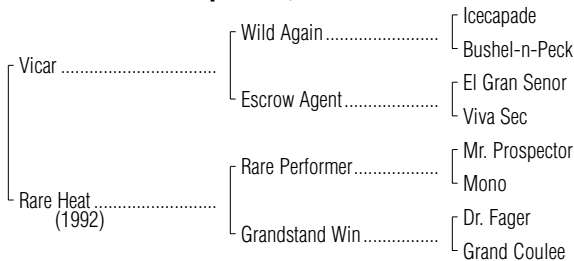 Icecapade
Wild Again
Bushel-n-Peck
Vicar
El Gran Senor
Escrow Agent
Viva Sec
Mr. Prospector
Rare Performer
Mono
Rare Heat
(1992)
Dr. Fager
Grandstand Win
Grand Coulee